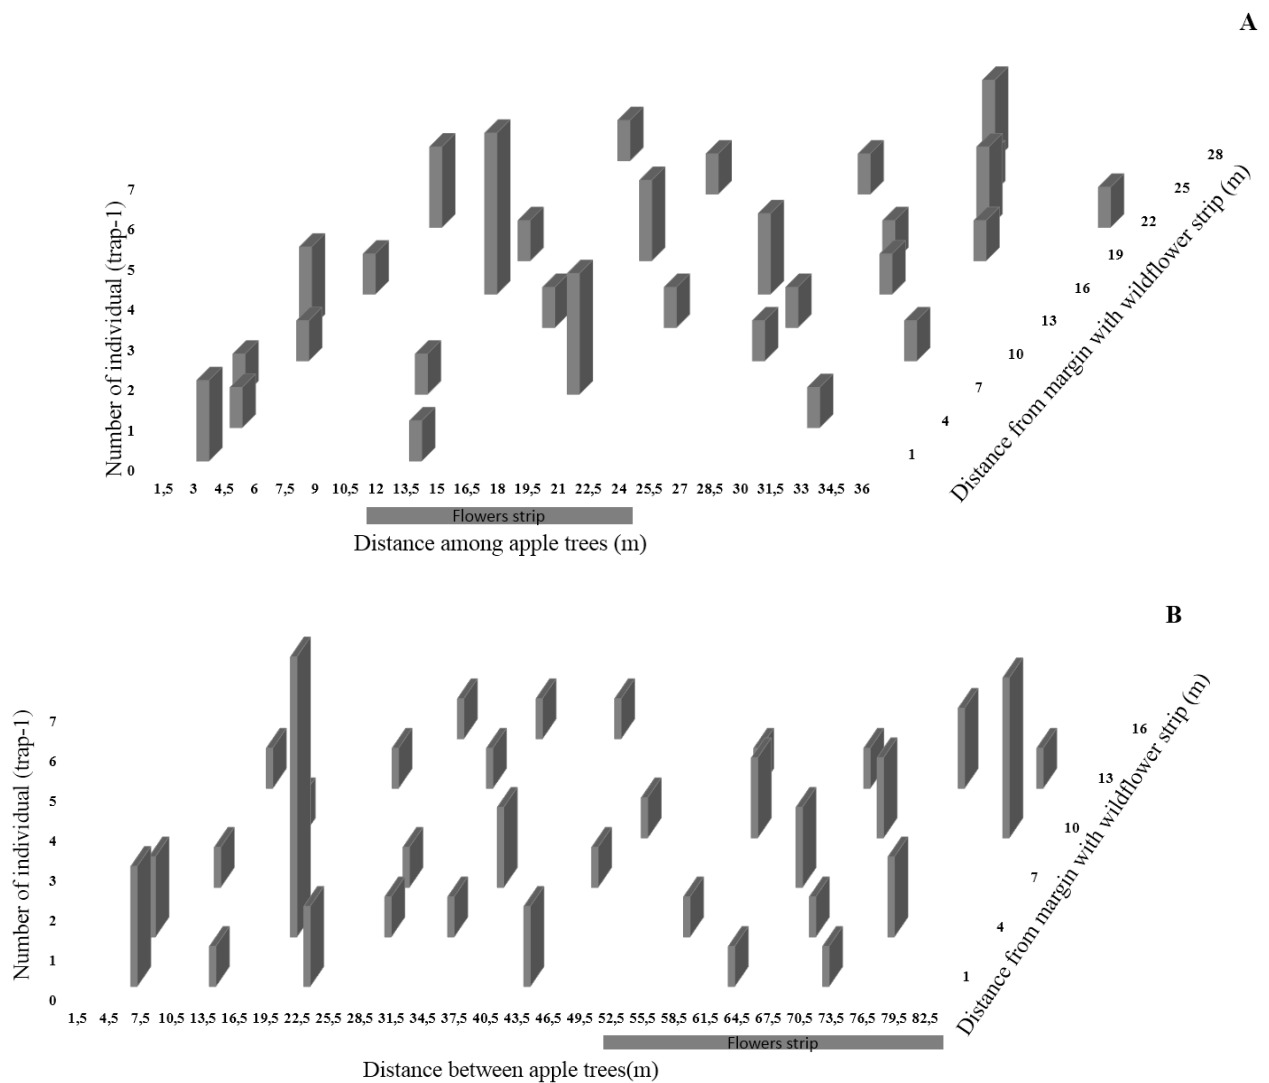 A
Number of individual (trap-1)
7
6
5
4
3
2
1
0
28
25
22
19
16
13
10
7
4
1
Distance from margin with wildflower strip (m)
1,5 3 4,5 6 7,5 9 10,5 12 13,5 15 16,5 18 19,5 21 22,5 24 25,5 27 28,5 30 31,5 33 34,5 36
Flowers strip
Distance among apple trees (m)
B
Number of individual (trap-1)
7
6
5
4
3
2
1
0
16
13
10
7
4
1
Distance from margin with wildflower strip (m)
1,5 4,5 7,5 10,5 13,5 16,5 19,5 22,5 25,5 28,5 31,5 34,5 37,5 40,5 43,5 46,5 49,5 52,5 55,5 58,5 61,5 64,5 67,5 70,5 73,5 76,5 79,5 82,5
Flowers strip
Distance between apple trees(m)